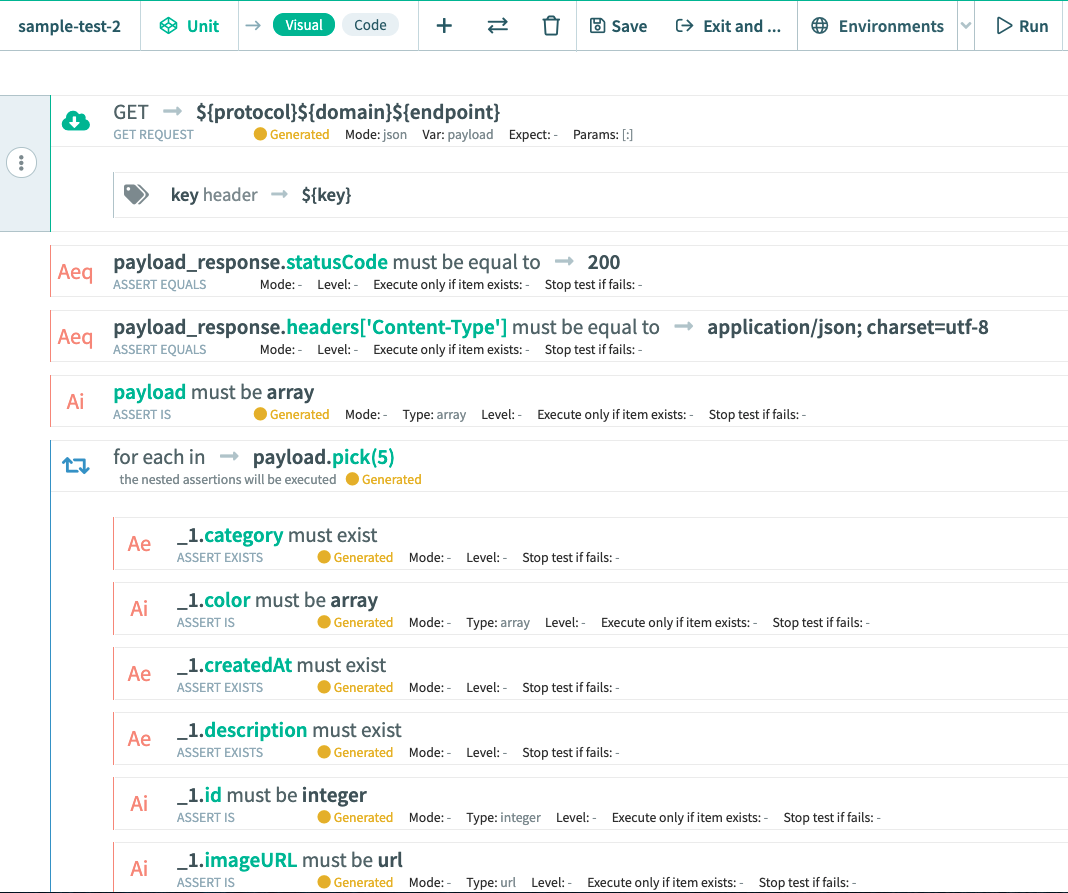 sample-test-2 Unit Visual Code Save Exit and ... Environments Run
GET → ${protocol}${domain}${endpoint}
GET REQUEST Generated Mode: json Var: payload Expect: - Params: [:]
key header → ${key}
Aeq payload_response.statusCode must be equal to → 200
ASSERT EQUALS Mode: - Level: - Execute only if item exists: - Stop test if fails: -
Aeq payload_response.headers['Content-Type'] must be equal to → application/json; charset=utf-8
ASSERT EQUALS Mode: - Level: - Execute only if item exists: - Stop test if fails: -
Ai payload must be array
ASSERT IS Generated Mode: - Type: array Level: - Execute only if item exists: - Stop test if fails: -
for each in → payload.pick(5)
the nested assertions will be executed Generated
Ae _1.category must exist
ASSERT EXISTS Generated Mode: - Level: - Stop test if fails: -
Ai _1.color must be array
ASSERT IS Generated Mode: - Type: array Level: - Execute only if item exists: - Stop test if fails: -
Ae _1.createdAt must exist
ASSERT EXISTS Generated Mode: - Level: - Stop test if fails: -
Ae _1.description must exist
ASSERT EXISTS Generated Mode: - Level: - Stop test if fails: -
Ai _1.id must be integer
ASSERT IS Generated Mode: - Type: integer Level: - Execute only if item exists: - Stop test if fails: -
Ai _1.imageURL must be url
ASSERT IS Generated Mode: - Type: url Level: - Execute only if item exists: - Stop test if fails: -